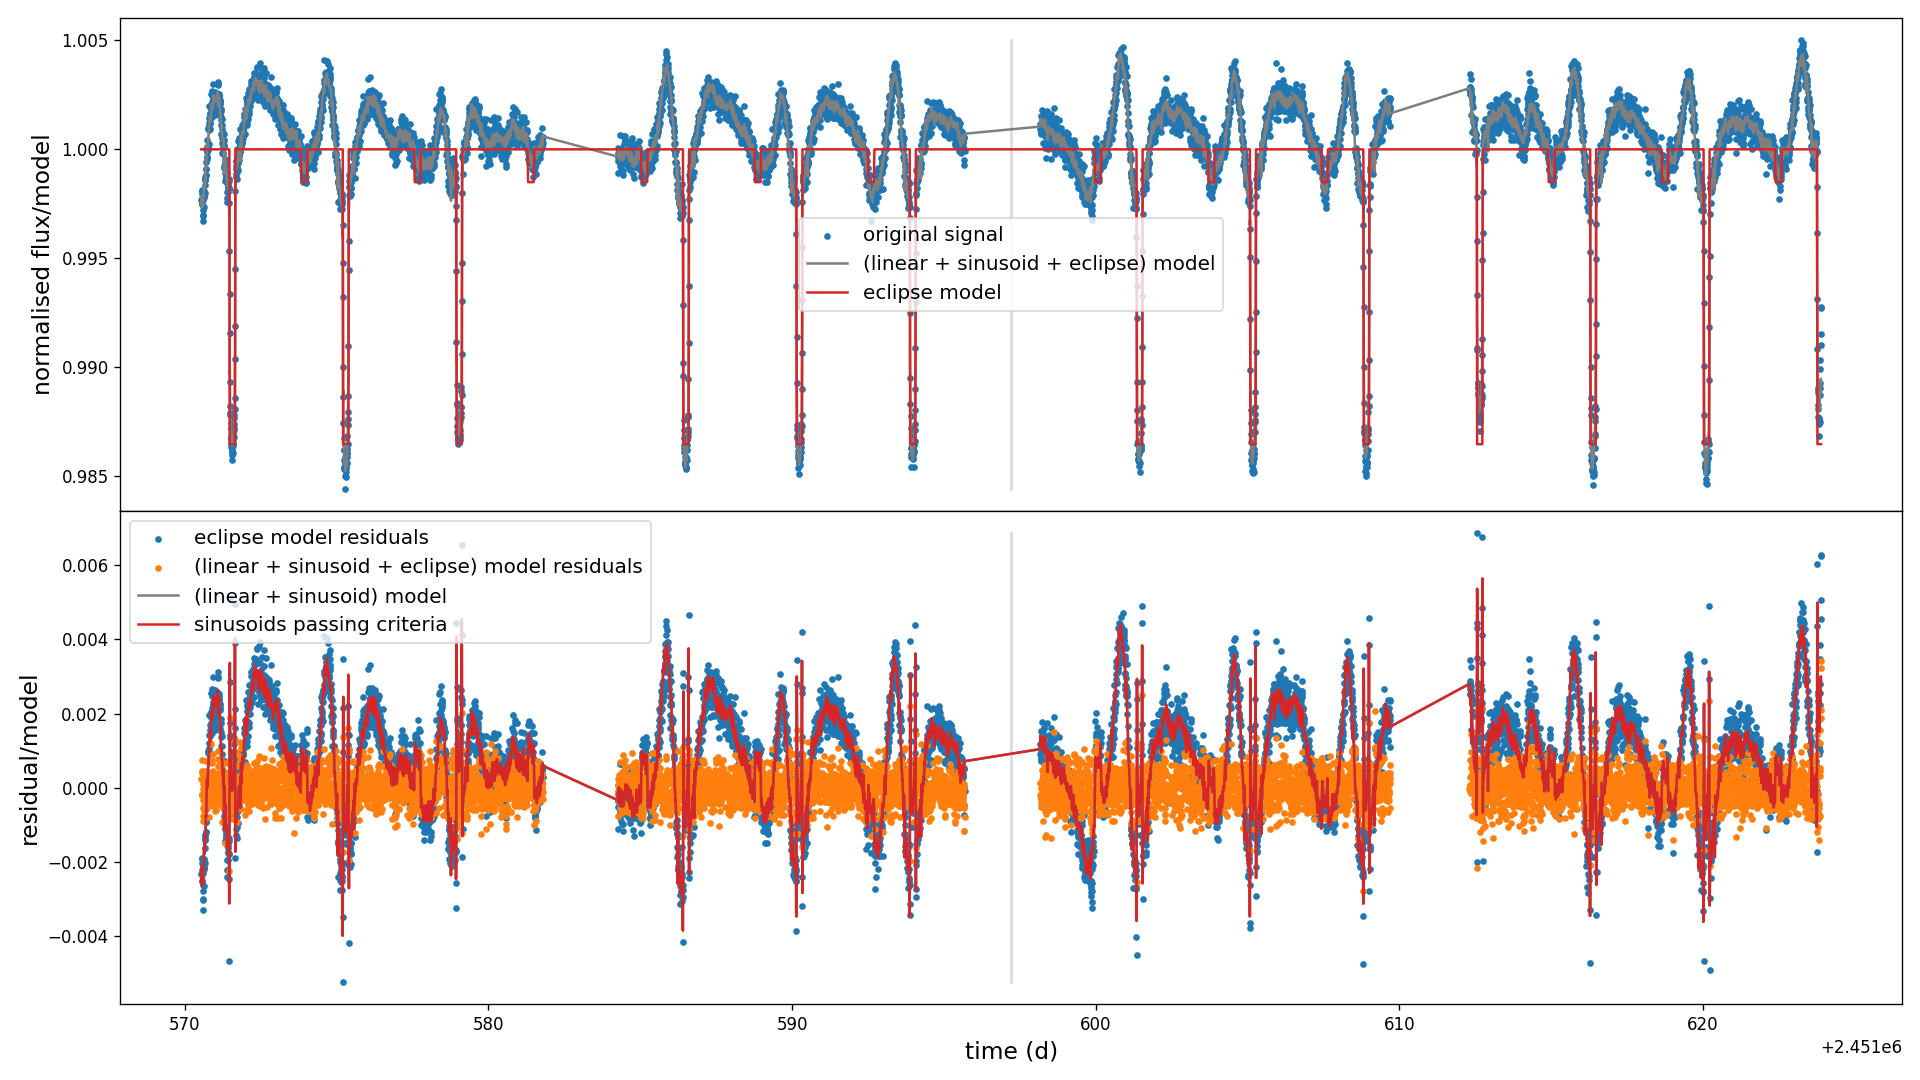 normalised flux/model
1.005
1.000
0.995
0.990
0.985
original signal
(linear + sinusoid + eclipse) model
eclipse model
residual/model
0.006
0.004
0.002
0.000
−0.002
−0.004
eclipse model residuals
(linear + sinusoid + eclipse) model residuals
(linear + sinusoid) model
sinusoids passing criteria
570 580 590 600 610 620
time (d)
+2.451e6